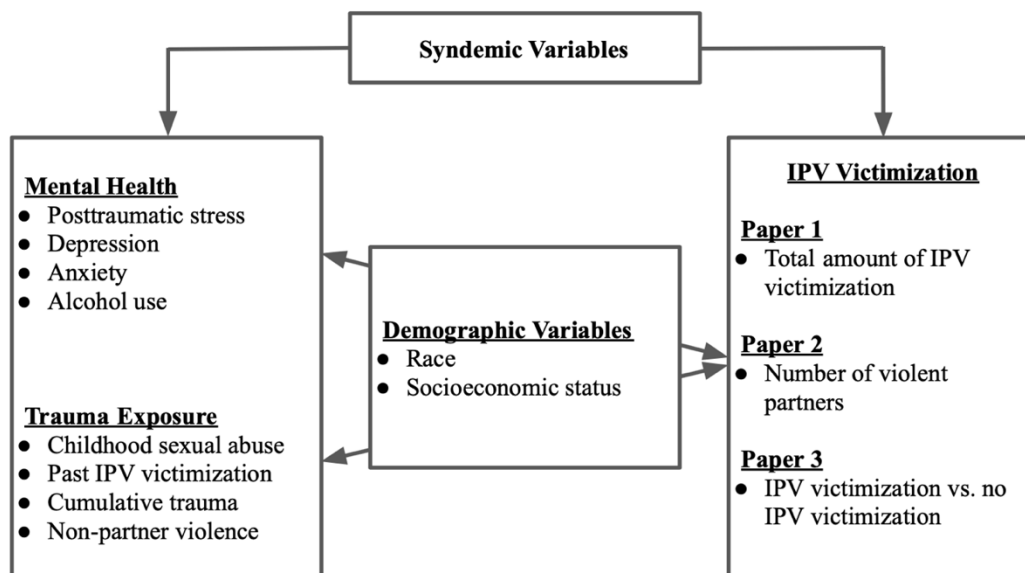 Syndemic Variables
Mental Health
● Posttraumatic stress
● Depression
● Anxiety
● Alcohol use
Trauma Exposure
● Childhood sexual abuse
● Past IPV victimization
● Cumulative trauma
● Non-partner violence
Demographic Variables
● Race
● Socioeconomic status
IPV Victimization
Paper 1
● Total amount of IPV
victimization
Paper 2
● Number of violent
partners
Paper 3
● IPV victimization vs. no
IPV victimization